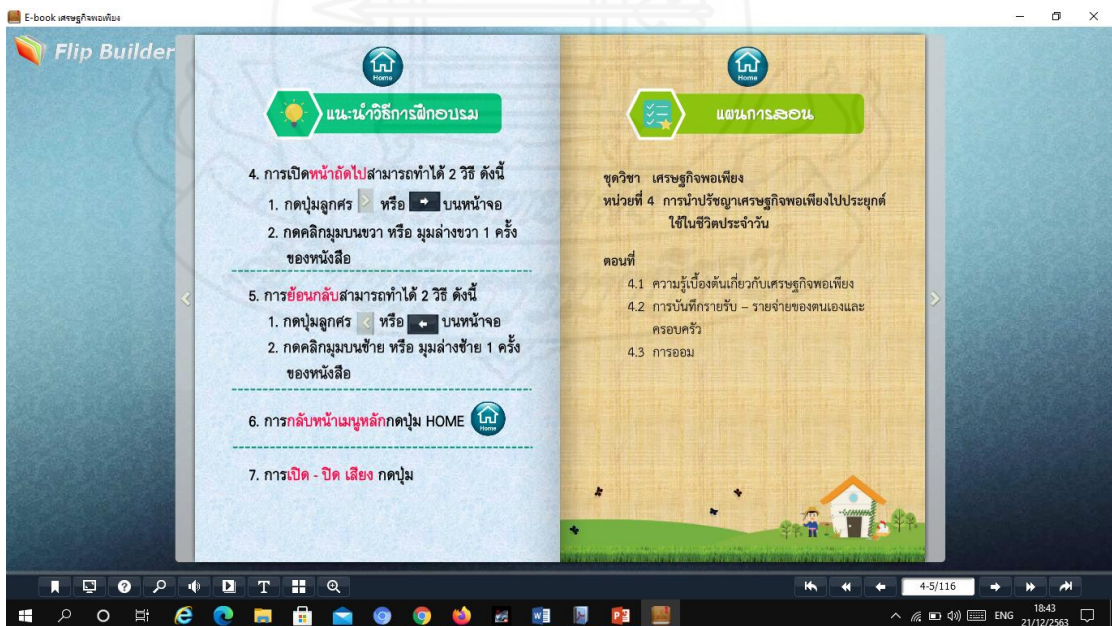 E-book เศรษฐกิจพอเพียง
Flip Builder
Home
แนะนำวิธีการฝึกอบรม
4. การเปิดหน้าถัดไปสามารถทำได้ 2 วิธี ดังนี้
1. กดปุ่มลูกศร หรือ บนหน้าจอ
2. กดคลิกมุมบนขวา หรือ มุมล่างขวา 1 ครั้ง
ของหนังสือ
5. การย้อนกลับสามารถทำได้ 2 วิธี ดังนี้
1. กดปุ่มลูกศร หรือ บนหน้าจอ
2. กดคลิกมุมบนซ้าย หรือ มุมล่างซ้าย 1 ครั้ง
ของหนังสือ
6. การกลับหน้าเมนูหลักกดปุ่ม HOME
Home
7. การเปิด - ปิด เสียง กดปุ่ม
Home
แผนการสอน
ชุดวิชา เศรษฐกิจพอเพียง
หน่วยที่ 4 การนำปรัชญาเศรษฐกิจพอเพียงไปประยุกต์
ใช้ในชีวิตประจำวัน
ตอนที่
4.1 ความรู้เบื้องต้นเกี่ยวกับเศรษฐกิจพอเพียง
4.2 การบันทึกรายรับ – รายจ่ายของตนเองและ
ครอบครัว
4.3 การออม
4-5/116
ENG
18:43
21/12/2563